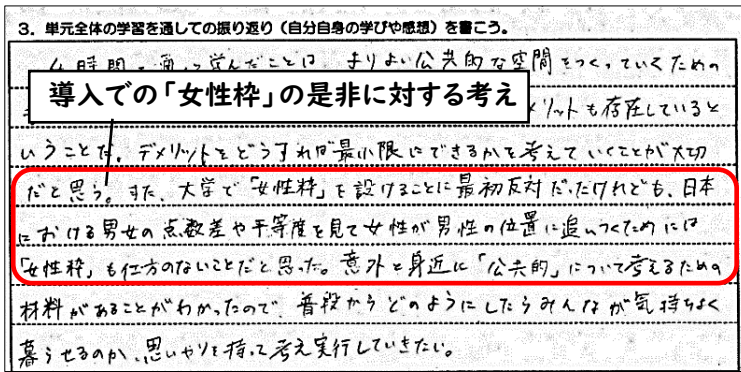 3. 単元全体の学習を通しての振り返り（自分自身の学びや感想）を書こう。
4時間を通して学んだことは、よりよい公共的な空間をつくっていくための
導入での「女性枠」の是非に対する考え
メリットも存在していると
いうことだ。デメリットをどうすれば最小限にできるかを考えていくことが大切
だと思う。また、大学で「女性枠」を設けることに最初反対だったけれども、日本
における男女の点数差や平等度を見て女性が男性の位置に追いつくためには
「女性枠」も仕方のないことだと思った。意外と身近に「公共的」について考えるための
材料があることがわかったので、普段からどのようにしたらみんなが気持ちよく
暮らせるのか、思いやりを持って考え実行していきたい。